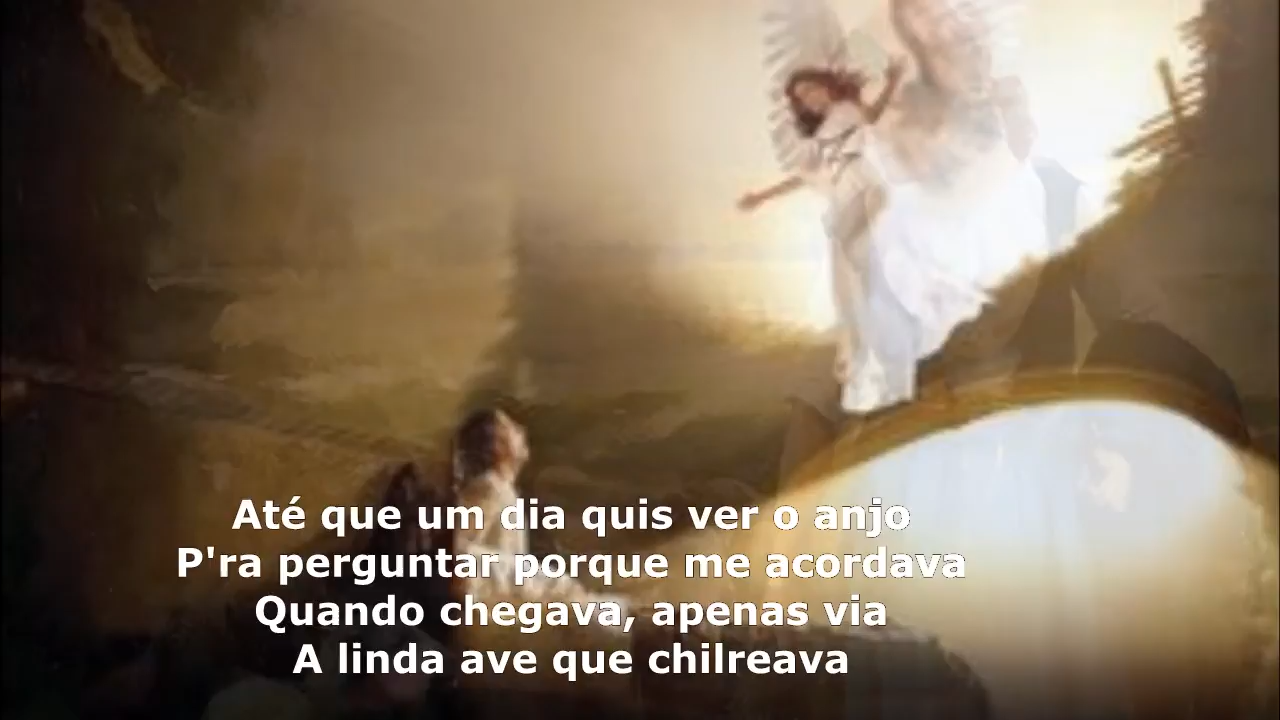 Até que um dia quis ver o anjo
P'ra perguntar porque me acordava
Quando chegava, apenas via
A linda ave que chilreava